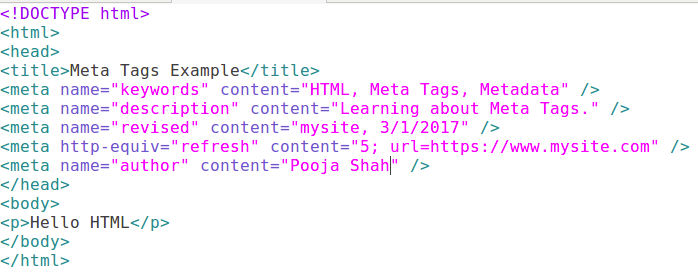 <!DOCTYPE html>
<html>
<head>
<title>Meta Tags Example</title>
<meta name="keywords" content="HTML, Meta Tags, Metadata" />
<meta name="description" content="Learning about Meta Tags." />
<meta name="revised" content="mysite, 3/1/2017" />
<meta http-equiv="refresh" content="5; url=https://www.mysite.com" />
<meta name="author" content="Pooja Shah" />
</head>
<body>
<p>Hello HTML</p>
</body>
</html>